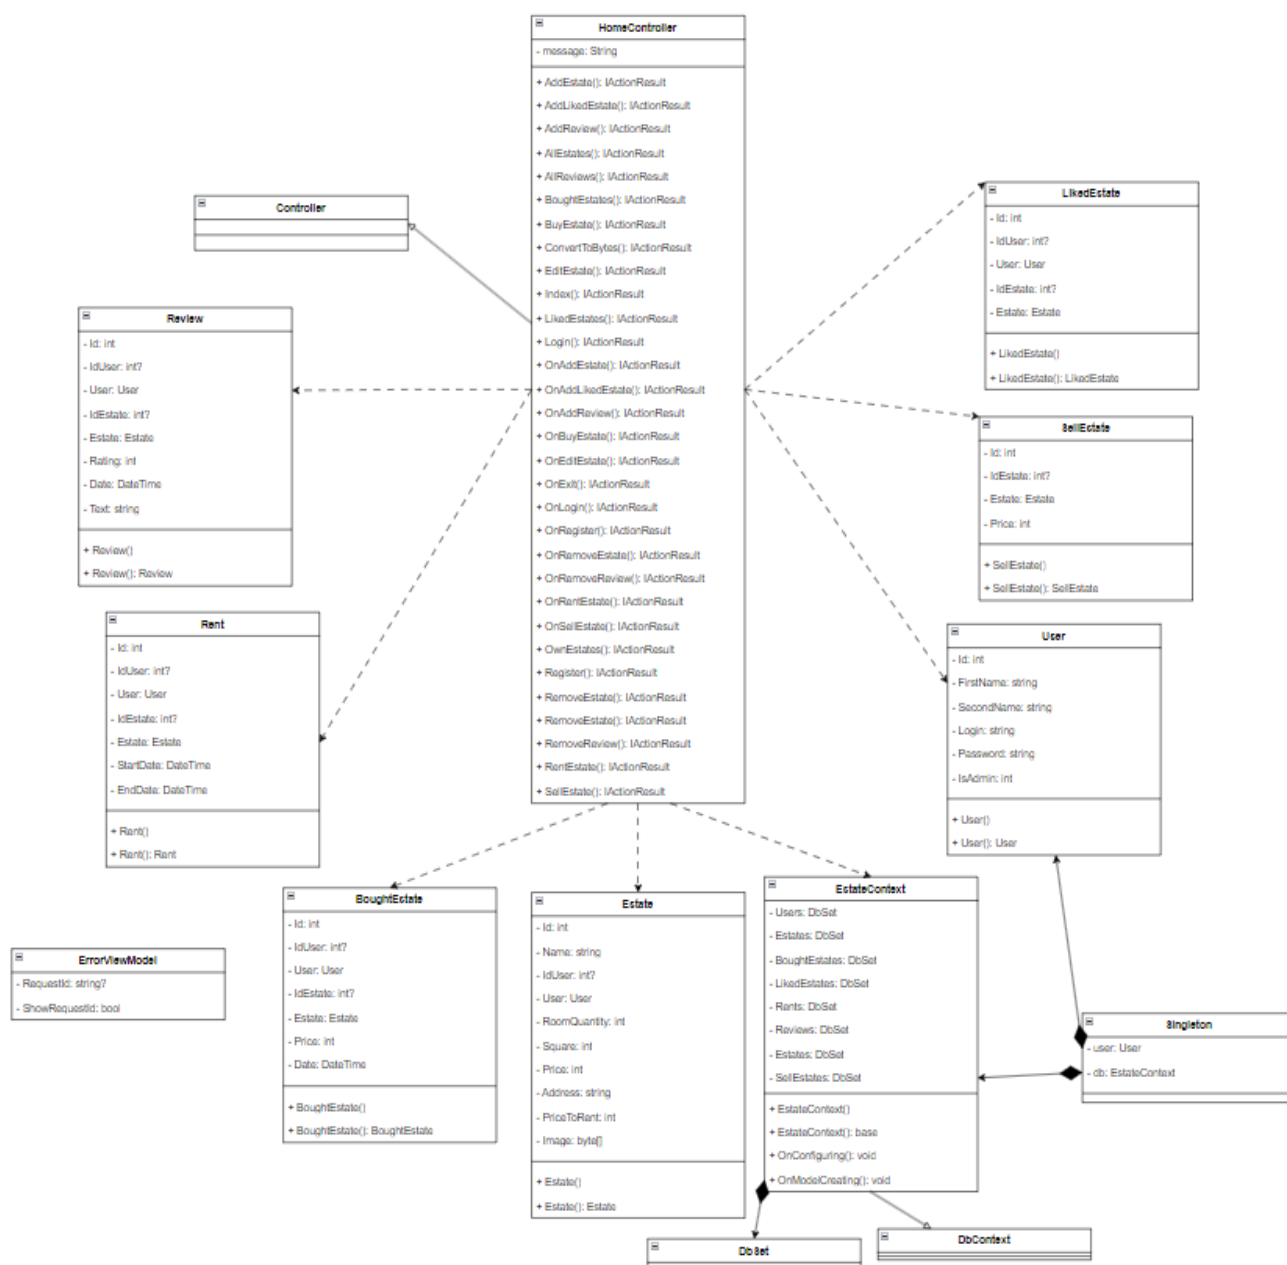 HomeController
- message: String
+ AddEstate(): IActionResult
+ AddLikedEstate(): IActionResult
+ AddReview(): IActionResult
+ AllEstates(): IActionResult
+ AllReviews(): IActionResult
+ BoughtEstates(): IActionResult
+ BuyEstate(): IActionResult
+ ConvertToBytes(): IActionResult
+ EditEstate(): IActionResult
+ Index(): IActionResult
+ LikedEstates(): IActionResult
+ Login(): IActionResult
+ OnAddEstate(): IActionResult
+ OnAddLikedEstate(): IActionResult
+ OnAddReview(): IActionResult
+ OnBuyEstate(): IActionResult
+ OnEditEstate(): IActionResult
+ OnExit(): IActionResult
+ OnLogin(): IActionResult
+ OnRegister(): IActionResult
+ OnRemoveEstate(): IActionResult
+ OnRemoveReview(): IActionResult
+ OnRentEstate(): IActionResult
+ OnSellEstate(): IActionResult
+ OwnEstates(): IActionResult
+ Register(): IActionResult
+ RemoveEstate(): IActionResult
+ RemoveEstate(): IActionResult
+ RemoveReview(): IActionResult
+ RentEstate(): IActionResult
+ SellEstate(): IActionResult
Controller
LikedEstate
- Id: int
- IdUser: int?
- User: User
- IdEstate: int?
- Estate: Estate
+ LikedEstate()
+ LikedEstate(): LikedEstate
Review
- Id: int
- IdUser: int?
- User: User
- IdEstate: int?
- Estate: Estate
- Rating: int
- Date: DateTime
- Text: string
+ Review()
+ Review(): Review
SellEstate
- Id: int
- IdEstate: int?
- Estate: Estate
- Price: int
+ SellEstate()
+ SellEstate(): SellEstate
Rent
- Id: int
- IdUser: int?
- User: User
- IdEstate: int?
- Estate: Estate
- StartDate: DateTime
- EndDate: DateTime
+ Rent()
+ Rent(): Rent
User
- Id: int
- FirstName: string
- SecondName: string
- Login: string
- Password: string
- IsAdmin: int
+ User()
+ User(): User
BoughtEstate
- Id: int
- IdUser: int?
- User: User
- IdEstate: int?
- Estate: Estate
- Price: int
- Date: DateTime
+ BoughtEstate()
+ BoughtEstate(): BoughtEstate
Estate
- Id: int
- Name: string
- IdUser: int?
- User: User
- RoomQuantity: int
- Square: int
- Price: int
- Address: string
- PriceToRent: int
- Image: byte[]
+ Estate()
+ Estate(): Estate
EstateContext
- Users: DbSet
- Estates: DbSet
- BoughtEstates: DbSet
- LikedEstates: DbSet
- Rents: DbSet
- Reviews: DbSet
- Estates: DbSet
- SellEstates: DbSet
+ EstateContext()
+ EstateContext(): base
+ OnConfiguring(): void
+ OnModelCreating(): void
ErrorViewModel
- RequestId: string?
- ShowRequestId: bool
Singleton
- user: User
- db: EstateContext
DbSet
DbContext